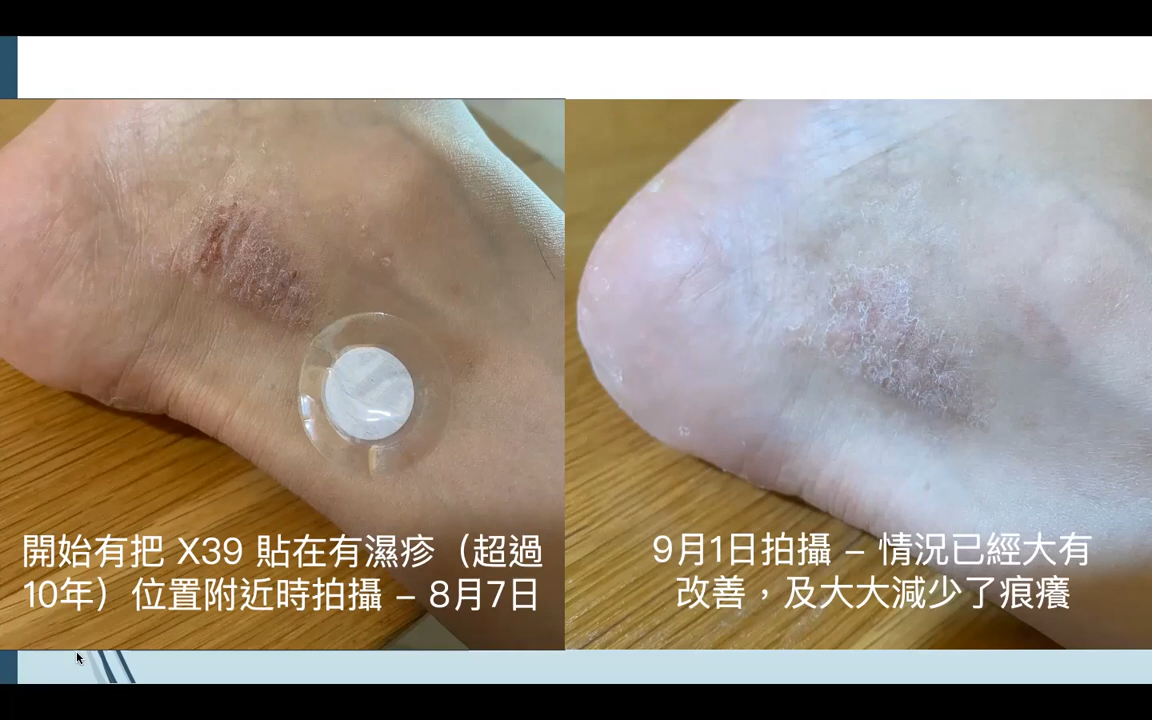 開始有把 X39 貼在有濕疹（超過
10年）位置附近時拍攝 – 8月7日
9月1日拍攝 – 情況已經大有
改善，及大大減少了痕癢